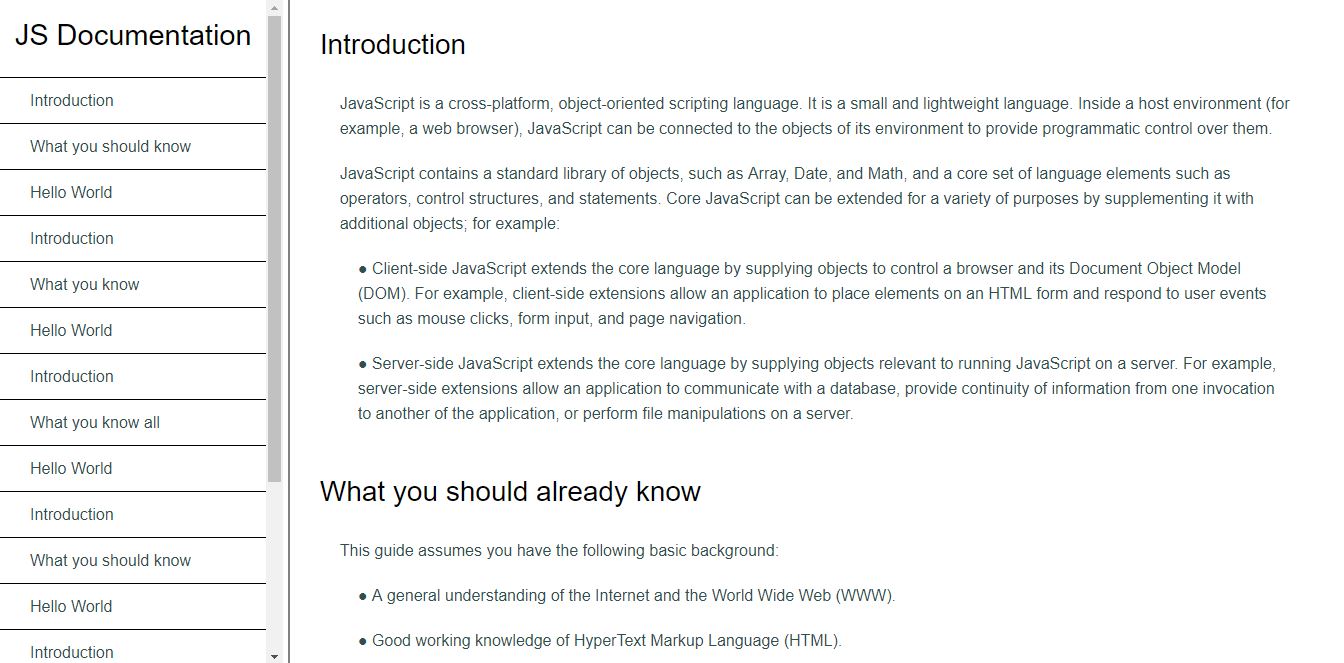 JS Documentation
Introduction
What you should know
Hello World
Introduction
What you know
Hello World
Introduction
What you know all
Hello World
Introduction
What you should know
Hello World
Introduction
Introduction
JavaScript is a cross-platform, object-oriented scripting language. It is a small and lightweight language. Inside a host environment (for
example, a web browser), JavaScript can be connected to the objects of its environment to provide programmatic control over them.
JavaScript contains a standard library of objects, such as Array, Date, and Math, and a core set of language elements such as
operators, control structures, and statements. Core JavaScript can be extended for a variety of purposes by supplementing it with
additional objects; for example:
● Client-side JavaScript extends the core language by supplying objects to control a browser and its Document Object Model
(DOM). For example, client-side extensions allow an application to place elements on an HTML form and respond to user events
such as mouse clicks, form input, and page navigation.
● Server-side JavaScript extends the core language by supplying objects relevant to running JavaScript on a server. For example,
server-side extensions allow an application to communicate with a database, provide continuity of information from one invocation
to another of the application, or perform file manipulations on a server.
What you should already know
This guide assumes you have the following basic background:
● A general understanding of the Internet and the World Wide Web (WWW).
● Good working knowledge of HyperText Markup Language (HTML).